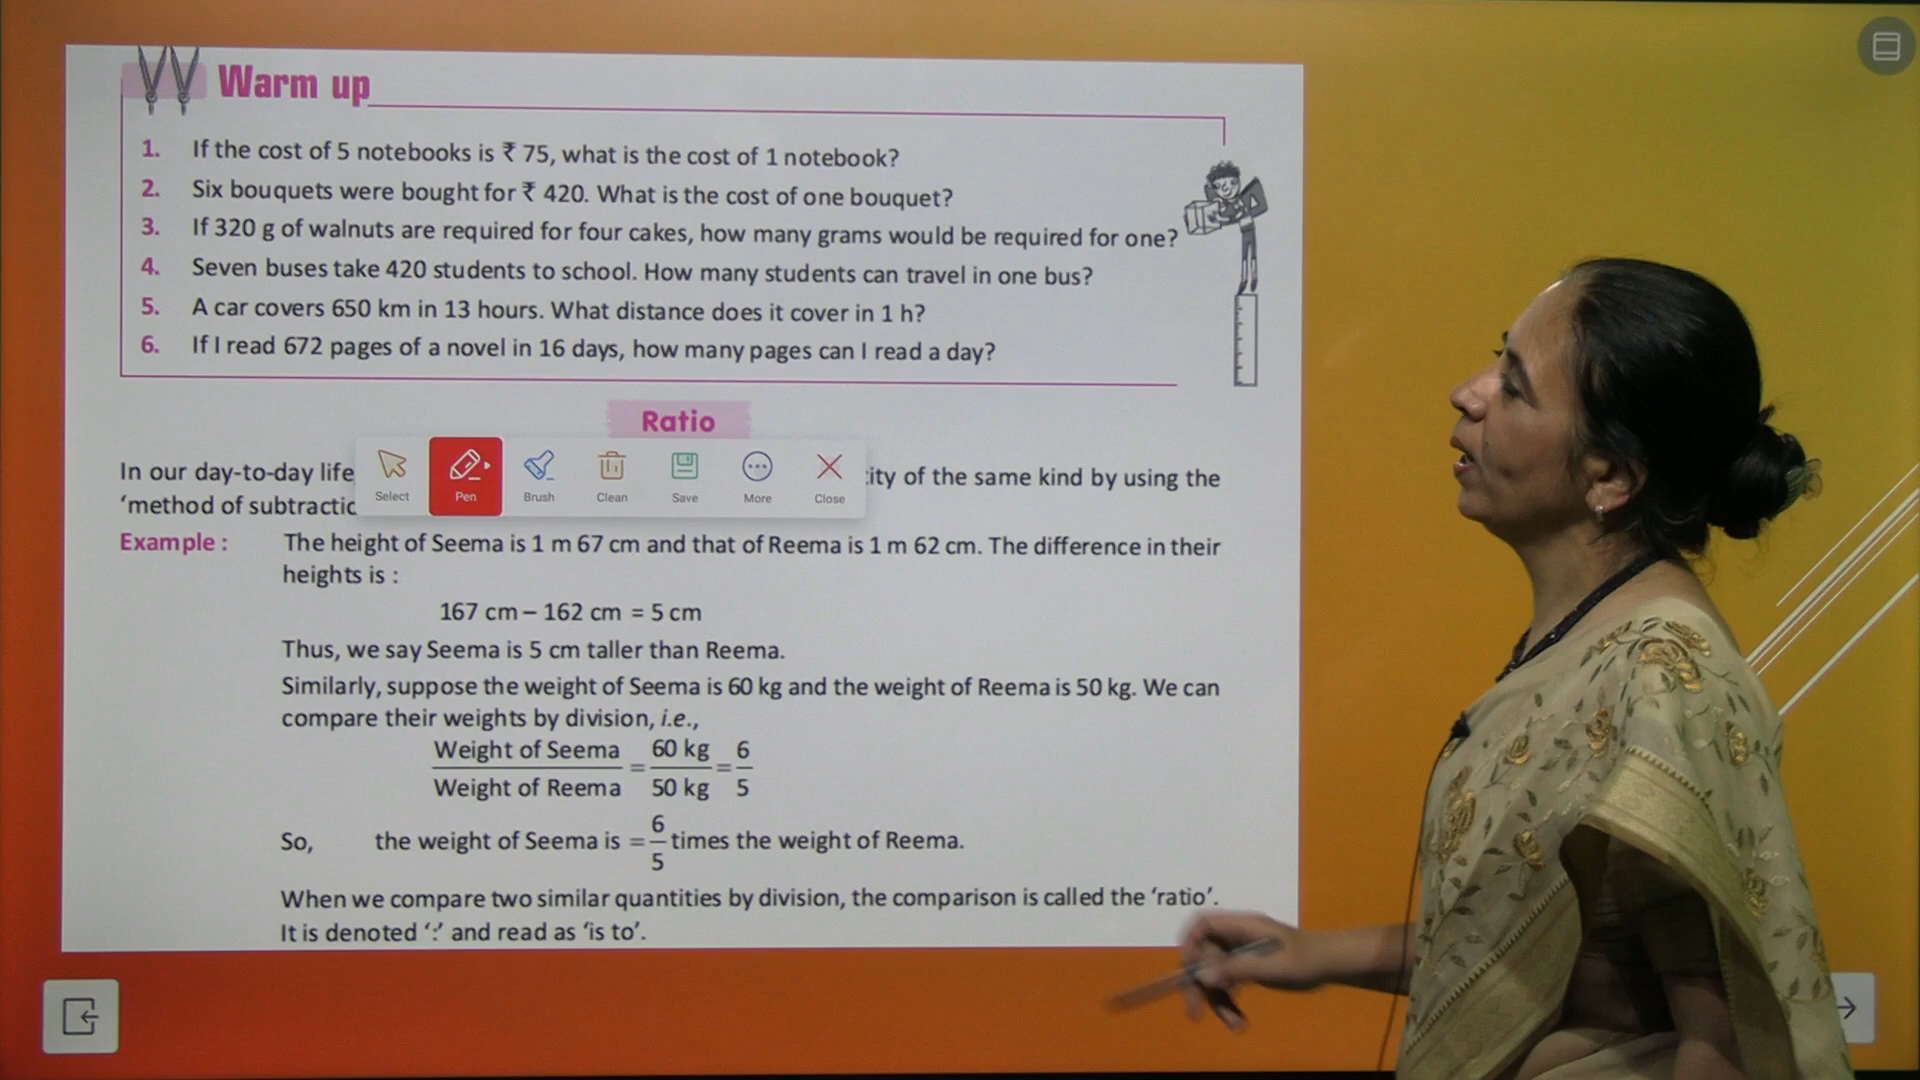 Warm up
1. If the cost of 5 notebooks is ₹ 75, what is the cost of 1 notebook?
2. Six bouquets were bought for ₹ 420. What is the cost of one bouquet?
3. If 320 g of walnuts are required for four cakes, how many grams would be required for one?
4. Seven buses take 420 students to school. How many students can travel in one bus?
5. A car covers 650 km in 13 hours. What distance does it cover in 1 h?
6. If I read 672 pages of a novel in 16 days, how many pages can I read a day?
Ratio
Select Pen Brush Clean Save More Close
In our day-to-day life of the same kind by using the
‘method of
Example : The height of Seema is 1 m 67 cm and that of Reema is 1 m 62 cm. The difference in their
heights is :
167 cm – 162 cm = 5 cm
Thus, we say Seema is 5 cm taller than Reema.
Similarly, suppose the weight of Seema is 60 kg and the weight of Reema is 50 kg. We can
compare their weights by division, i.e.,
Weight of Seema / Weight of Reema = 60 kg / 50 kg = 6 / 5
So, the weight of Seema is = 6/5 times the weight of Reema.
When we compare two similar quantities by division, the comparison is called the ‘ratio’.
It is denoted ‘:’ and read as ‘is to’.